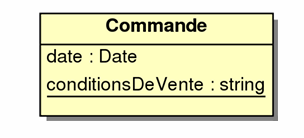 Commande
date : Date
conditionsDeVente : string